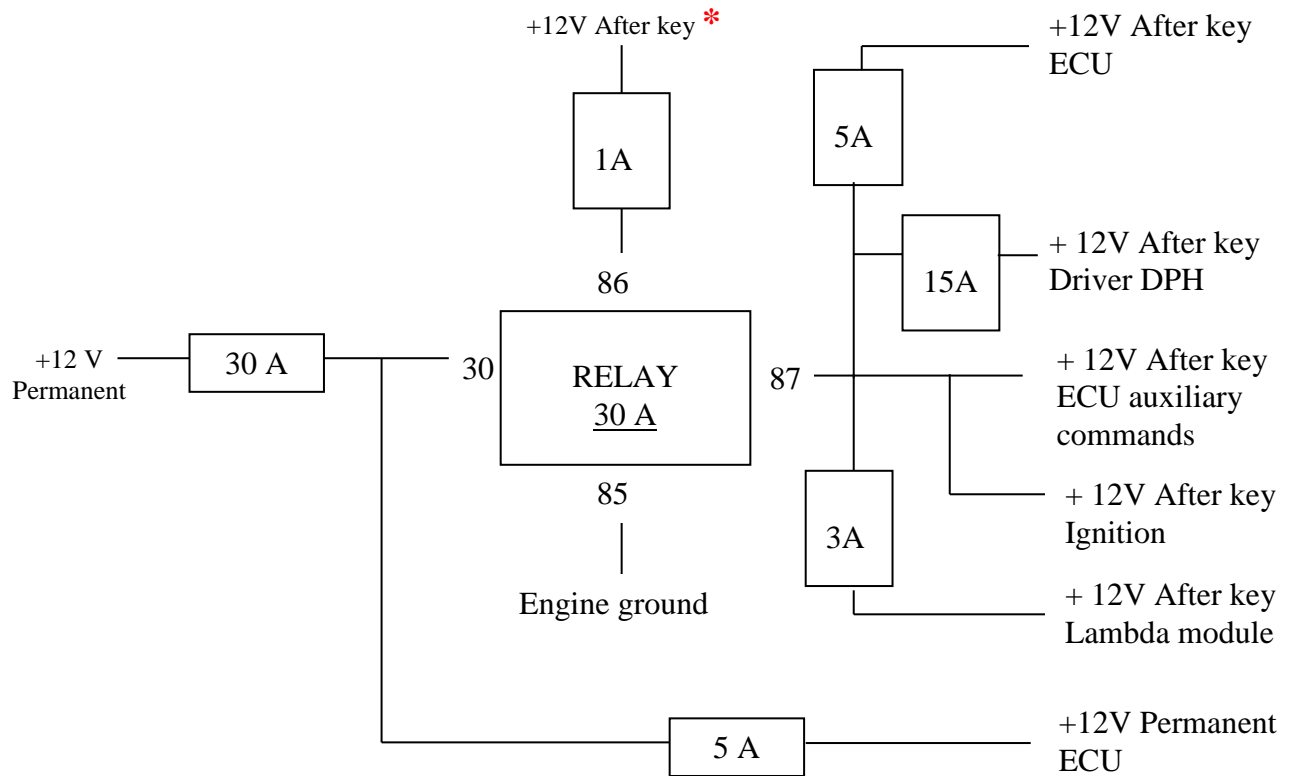 +12V After key *
1A
86
+12 V
Permanent
30 A
30
RELAY
30 A
87
85
Engine ground
5A
+12V After key
ECU
15A
+ 12V After key
Driver DPH
+ 12V After key
ECU auxiliary
commands
+ 12V After key
Ignition
3A
+ 12V After key
Lambda module
5 A
+12V Permanent
ECU